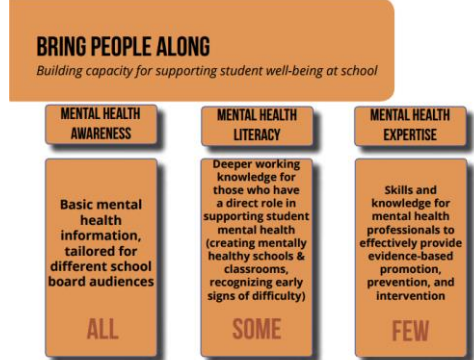 BRING PEOPLE ALONG
Building capacity for supporting student well-being at school
MENTAL HEALTH
AWARENESS
Basic mental
health
information,
tailored for
different school
board audiences
ALL
MENTAL HEALTH
LITERACY
Deeper working
knowledge for
those who have
a direct role in
supporting student
mental health
(creating mentally
healthy schools &
classrooms,
recognizing early
signs of difficulty)
SOME
MENTAL HEALTH
EXPERTISE
Skills and
knowledge for
mental health
professionals to
effectively provide
evidence-based
promotion,
prevention, and
intervention
FEW